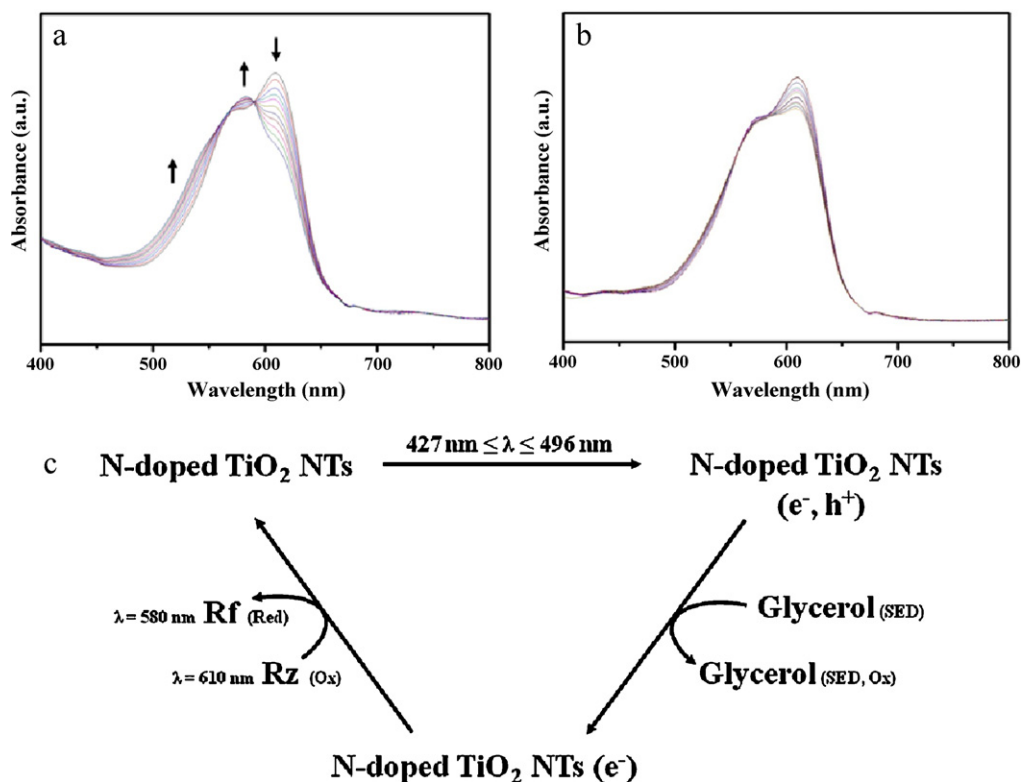 a
Absorbance (a.u.)
400 500 600 700 800
Wavelength (nm)
b
Absorbance (a.u.)
400 500 600 700 800
Wavelength (nm)
c
N-doped TiO₂ NTs
427 nm ≤ λ ≤ 496 nm
N-doped TiO₂ NTs
(e⁻, h⁺)
λ = 580 nm Rf (Red)
λ = 610 nm Rz (Ox)
Glycerol (SED)
Glycerol (SED, Ox)
N-doped TiO₂ NTs (e⁻)